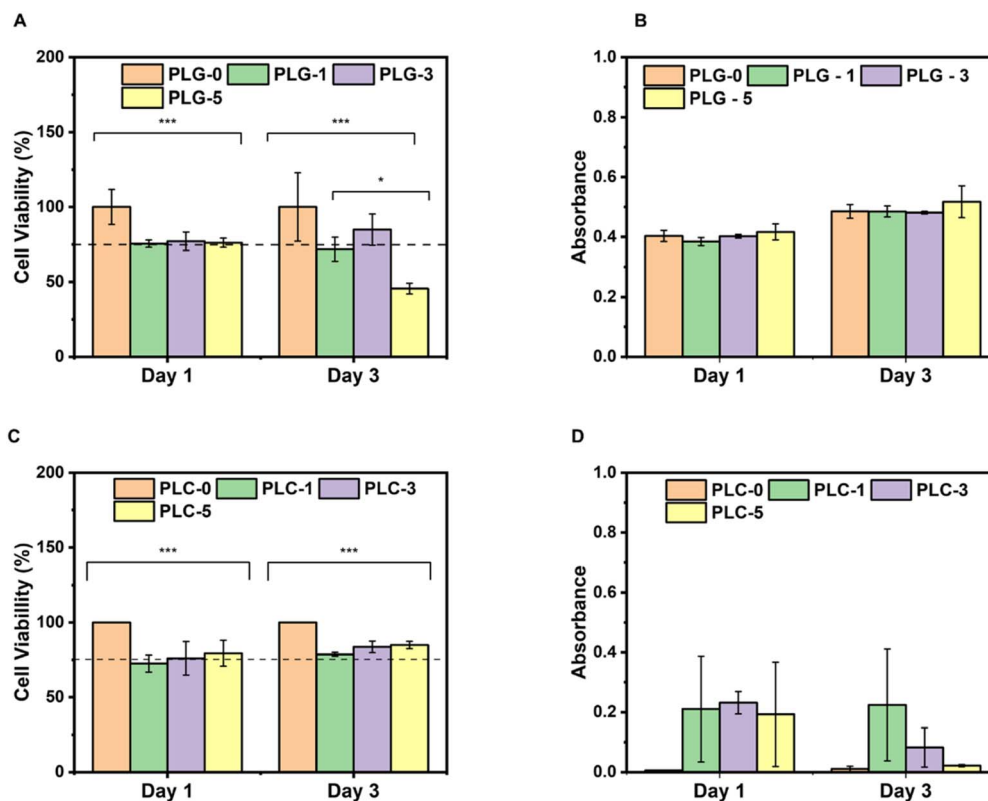 A
Cell Viability (%)
200
150
100
50
0
PLG-0 PLG-1 PLG-3
PLG-5
*** ***
*
Day 1 Day 3
B
Absorbance
1.0
0.8
0.6
0.4
0.2
0.0
PLG-0 PLG - 1 PLG - 3
PLG - 5
Day 1 Day 3
C
Cell Viabillity (%)
200
150
100
50
0
PLC-0 PLC-1 PLC-3
PLC-5
*** ***
Day 1 Day 3
D
Absorbance
1.0
0.8
0.6
0.4
0.2
0.0
PLC-0 PLC-1 PLC-3
PLC-5
Day 1 Day 3